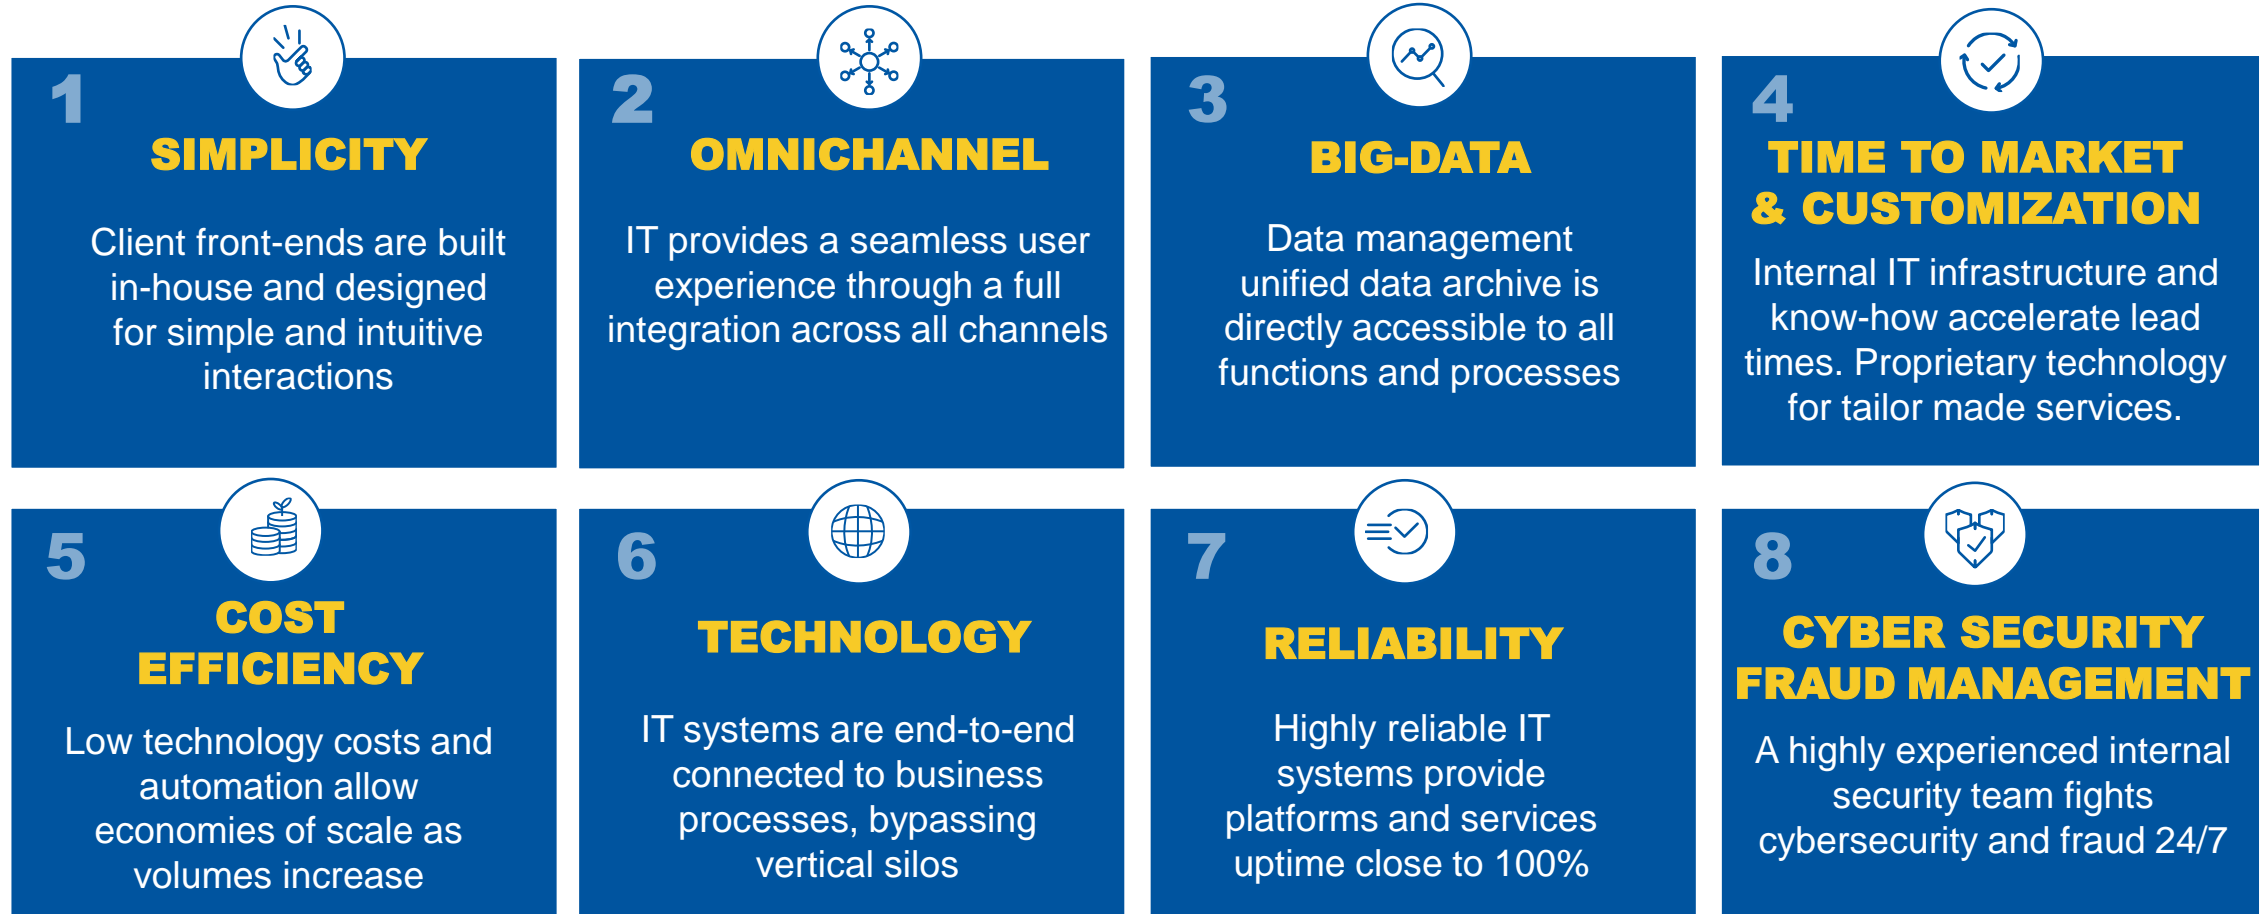 1
SIMPLICITY
Client front-ends are built
in-house and designed
for simple and intuitive
interactions
2
OMNICHANNEL
IT provides a seamless user
experience through a full
integration across all channels
3
BIG-DATA
Data management
unified data archive is
directly accessible to all
functions and processes
4
TIME TO MARKET
& CUSTOMIZATION
Internal IT infrastructure and
know-how accelerate lead
times. Proprietary technology
for tailor made services.
5
COST
EFFICIENCY
Low technology costs and
automation allow
economies of scale as
volumes increase
6
TECHNOLOGY
IT systems are end-to-end
connected to business
processes, bypassing
vertical silos
7
RELIABILITY
Highly reliable IT
systems provide
platforms and services
uptime close to 100%
8
CYBER SECURITY
FRAUD MANAGEMENT
A highly experienced internal
security team fights
cybersecurity and fraud 24/7